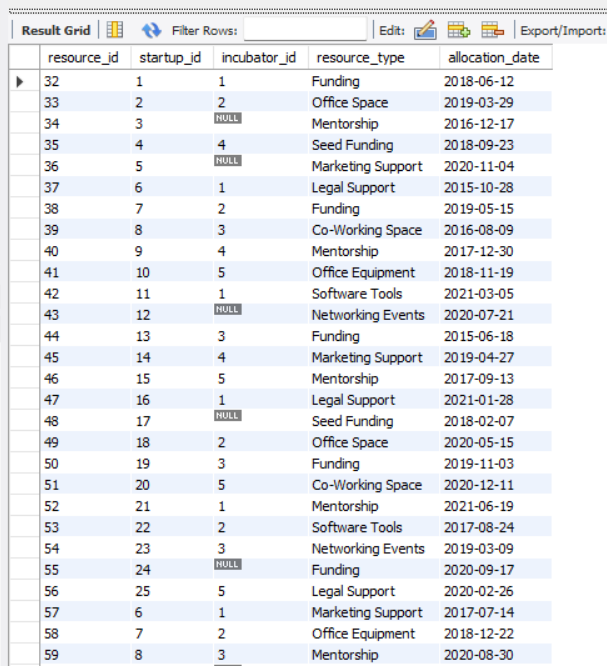 Result Grid Filter Rows: Edit: Export/Import:
resource_id startup_id incubator_id resource_type allocation_date
32 1 1 Funding 2018-06-12
33 2 2 Office Space 2019-03-29
34 3 NULL Mentorship 2016-12-17
35 4 4 Seed Funding 2018-09-23
36 5 NULL Marketing Support 2020-11-04
37 6 1 Legal Support 2015-10-28
38 7 2 Funding 2019-05-15
39 8 3 Co-Working Space 2016-08-09
40 9 4 Mentorship 2017-12-30
41 10 5 Office Equipment 2018-11-19
42 11 1 Software Tools 2021-03-05
43 12 NULL Networking Events 2020-07-21
44 13 3 Funding 2015-06-18
45 14 4 Marketing Support 2019-04-27
46 15 5 Mentorship 2017-09-13
47 16 1 Legal Support 2021-01-28
48 17 NULL Seed Funding 2018-02-07
49 18 2 Office Space 2020-05-15
50 19 3 Funding 2019-11-03
51 20 5 Co-Working Space 2020-12-11
52 21 1 Mentorship 2021-06-19
53 22 2 Software Tools 2017-08-24
54 23 3 Networking Events 2019-03-09
55 24 NULL Funding 2020-09-17
56 25 5 Legal Support 2020-02-26
57 6 1 Marketing Support 2017-07-14
58 7 2 Office Equipment 2018-12-22
59 8 3 Mentorship 2020-08-30